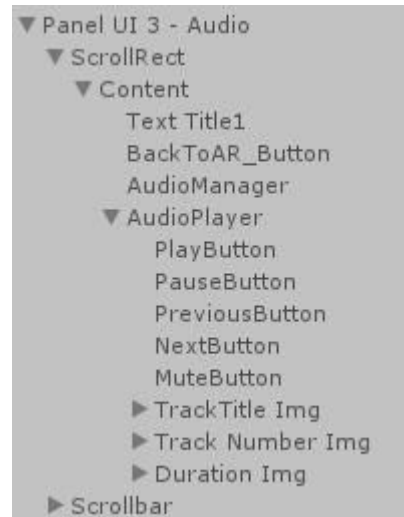 Panel UI 3 - Audio
ScrollRect
Content
Text Title1
BackToAR_Button
AudioManager
AudioPlayer
PlayButton
PauseButton
PreviousButton
NextButton
MuteButton
TrackTitle Img
Track Number Img
Duration Img
Scrollbar